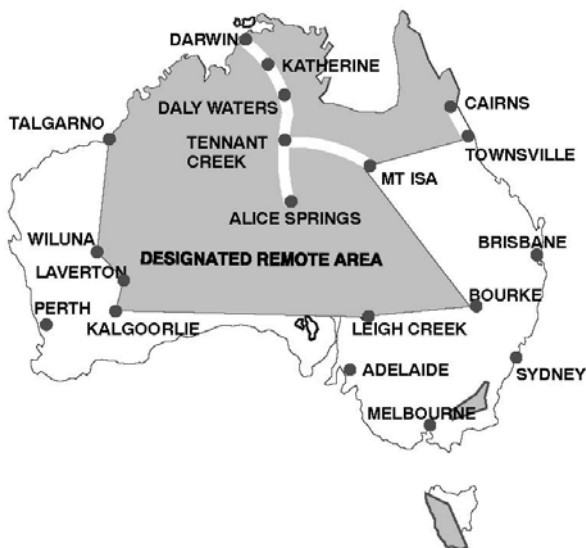 DARWIN
KATHERINE
DALY WATERS
CAIRNS
TALGARNO
TENNANT
CREEK
TOWNSVILLE
MT ISA
ALICE SPRINGS
WILUNA
DESIGNATED REMOTE AREA
BRISBANE
LAVERTON
BOURKE
PERTH
KALGOORLIE
LEIGH CREEK
ADELAIDE
SYDNEY
MELBOURNE